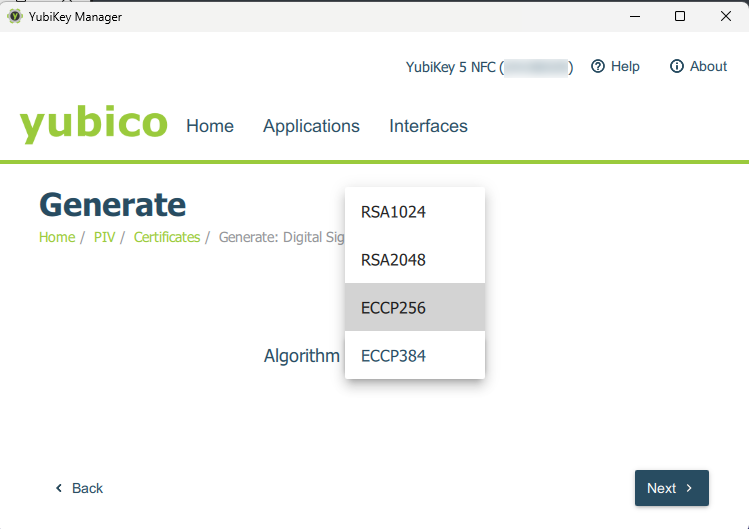 YubiKey Manager
YubiKey 5 NFC ( ) Help About
yubico Home Applications Interfaces
Generate
Home / PIV / Certificates / Generate: Digital Sig
RSA1024
RSA2048
ECCP256
Algorithm ECCP384
Back Next